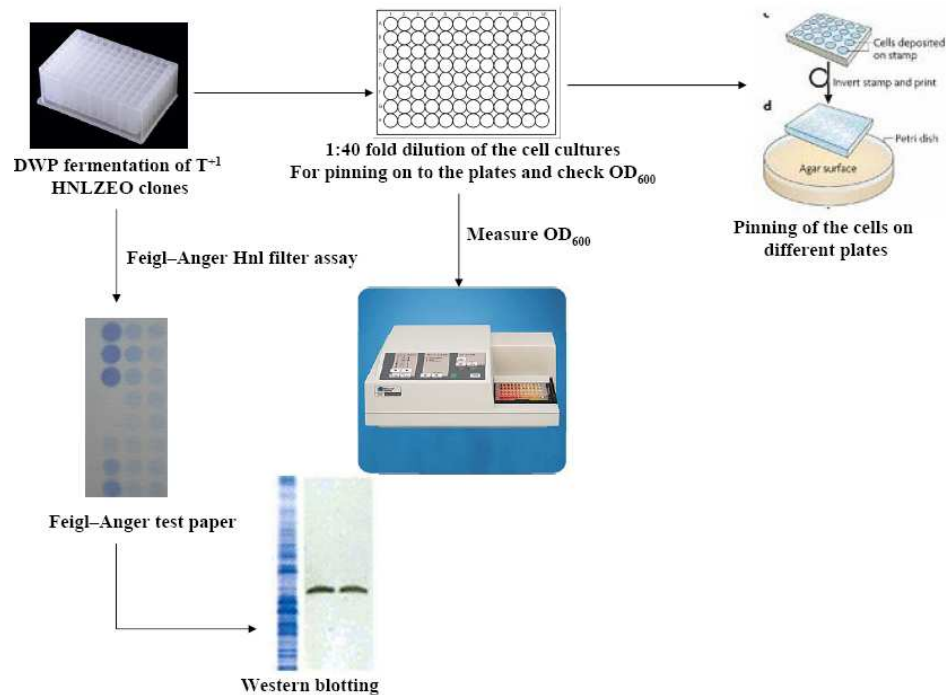 c
Cells deposited
on stamp
Invert stamp and print
d
Petri dish
Agar surface
DWP fermentation of T+1
HNLZEO clones
1:40 fold dilution of the cell cultures
For pinning on to the plates and check OD600
Pinning of the cells on
different plates
Measure OD600
Feigl–Anger Hnl filter assay
Feigl–Anger test paper
Western blotting